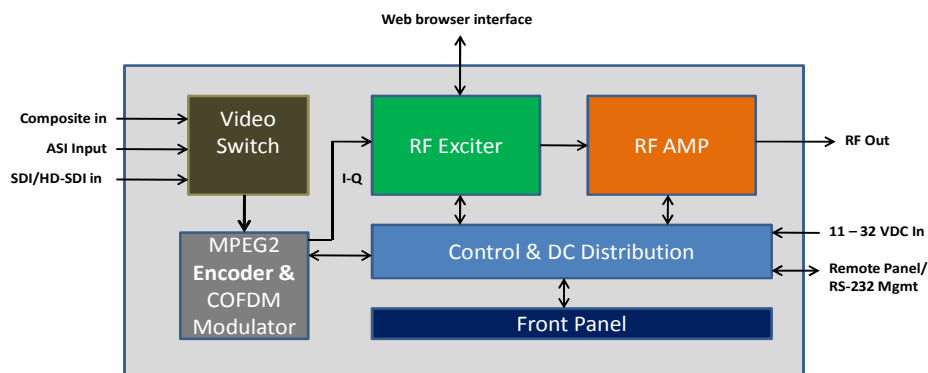 Web browser interface
Composite in
ASI Input
SDI/HD-SDI in
Video
Switch
RF Exciter
RF AMP
RF Out
I-Q
MPEG2
Encoder &
COFDM
Modulator
Control & DC Distribution
11 – 32 VDC In
Remote Panel/
RS-232 Mgmt
Front Panel